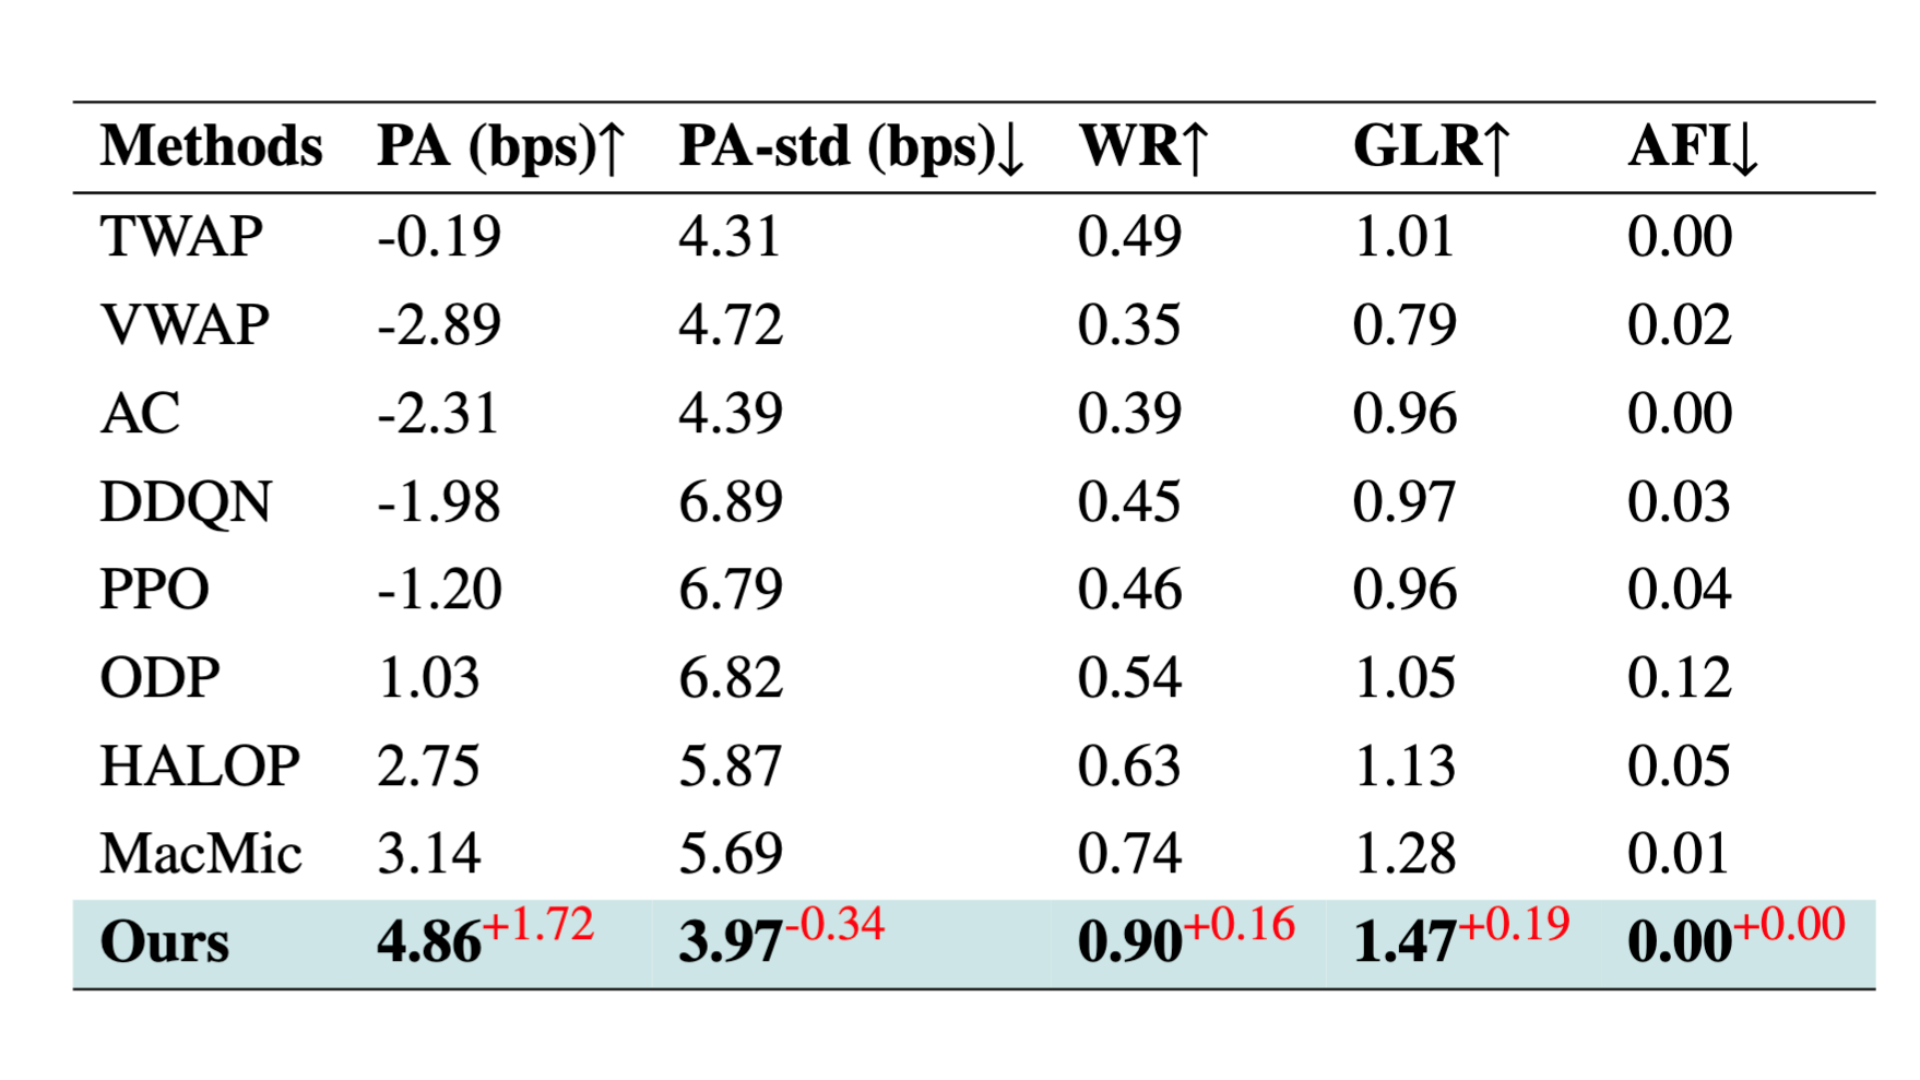 Methods PA (bps)↑ PA-std (bps)↓ WR↑ GLR↑ AFI↓
TWAP -0.19 4.31 0.49 1.01 0.00
VWAP -2.89 4.72 0.35 0.79 0.02
AC -2.31 4.39 0.39 0.96 0.00
DDQN -1.98 6.89 0.45 0.97 0.03
PPO -1.20 6.79 0.46 0.96 0.04
ODP 1.03 6.82 0.54 1.05 0.12
HALOP 2.75 5.87 0.63 1.13 0.05
MacMic 3.14 5.69 0.74 1.28 0.01
Ours 4.86+1.72 3.97-0.34 0.90+0.16 1.47+0.19 0.00+0.00